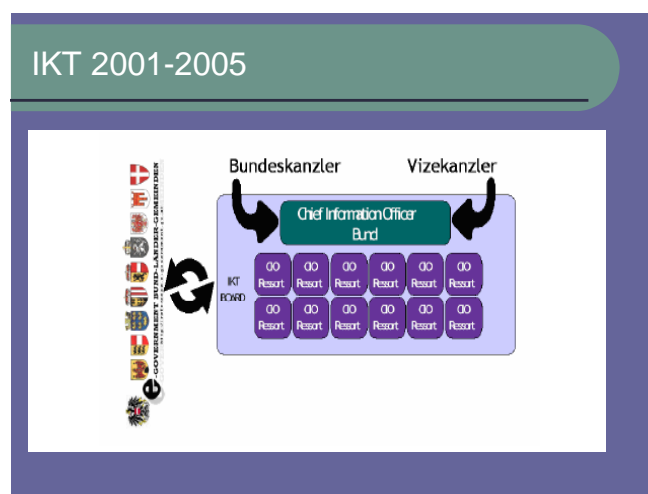 IKT 2001-2005
Bundeskanzler Vizekanzler
Chief Information Officer
Bund
IKT
BOARD
CIO CIO CIO CIO CIO CIO
Ressort Ressort Ressort Ressort Ressort Ressort
CIO CIO CIO CIO CIO CIO
Ressort Ressort Ressort Ressort Ressort Ressort
e-GOVERNMENT BUND-LÄNDER-GEMEINDEN